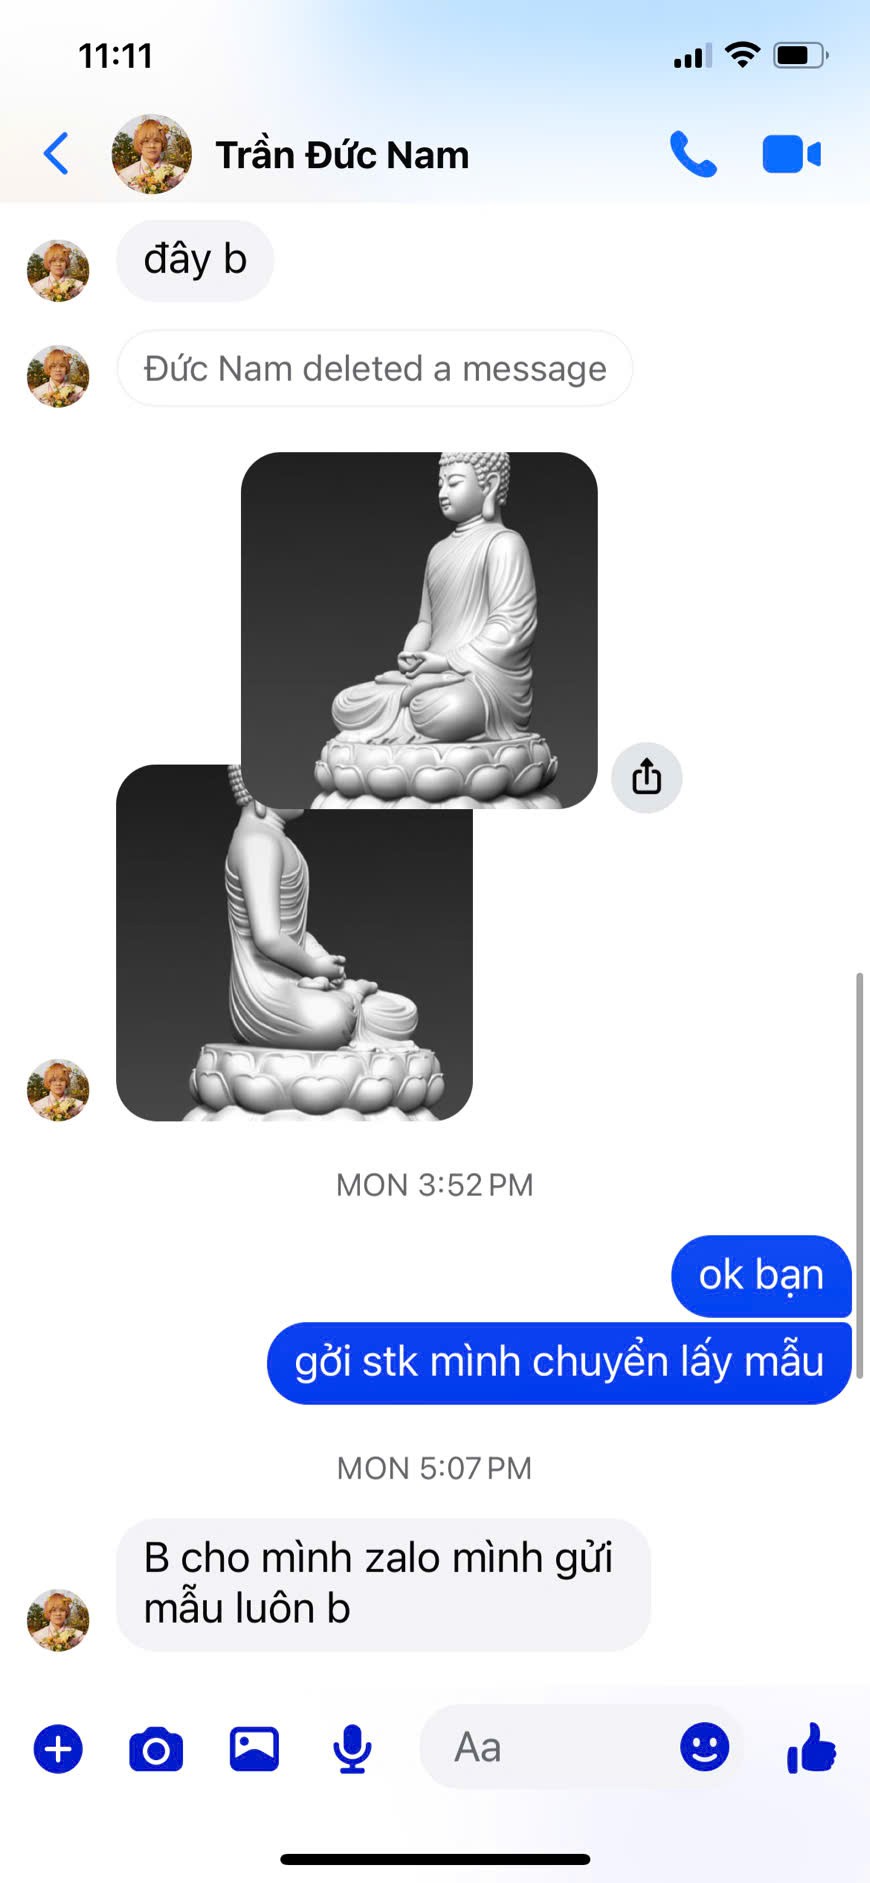 11:11
Trần Đức Nam
đây b
Đức Nam deleted a message
MON 3:52 PM
ok bạn
gởi stk mình chuyển lấy mẫu
MON 5:07 PM
B cho mình zalo mình gửi
mẫu luôn b
Aa